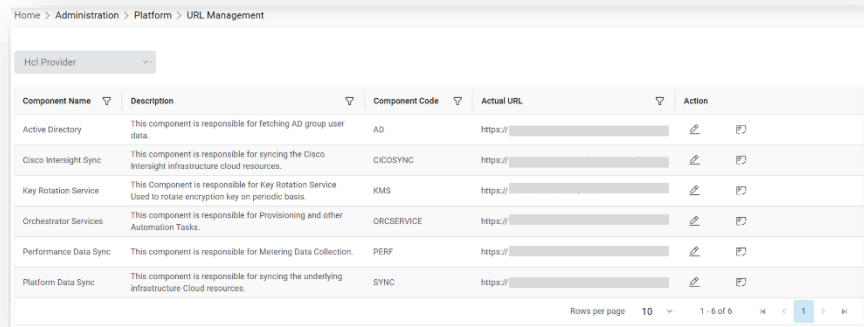 Home > Administration > Platform > URL Management
Hcl Provider
Component Name Description Component Code Actual URL Action
Active Directory This component is responsible for fetching AD group user data. AD https://
Cisco Intersight Sync This component is responsible for syncing the Cisco Intersight infrastructure cloud resources. CICOSYNC https://
Key Rotation Service This Component is responsible for Key Rotation Service Used to rotate encryption key on periodic basis. KMS https://
Orchestrator Services This component is responsible for Provisioning and other Automation Tasks. ORCSERVICE https://
Performance Data Sync This component is responsible for Metering Data Collection. PERF https://
Platform Data Sync This component is responsible for syncing the underlying infrastructure Cloud resources. SYNC https://
Rows per page 10 1 - 6 of 6 1